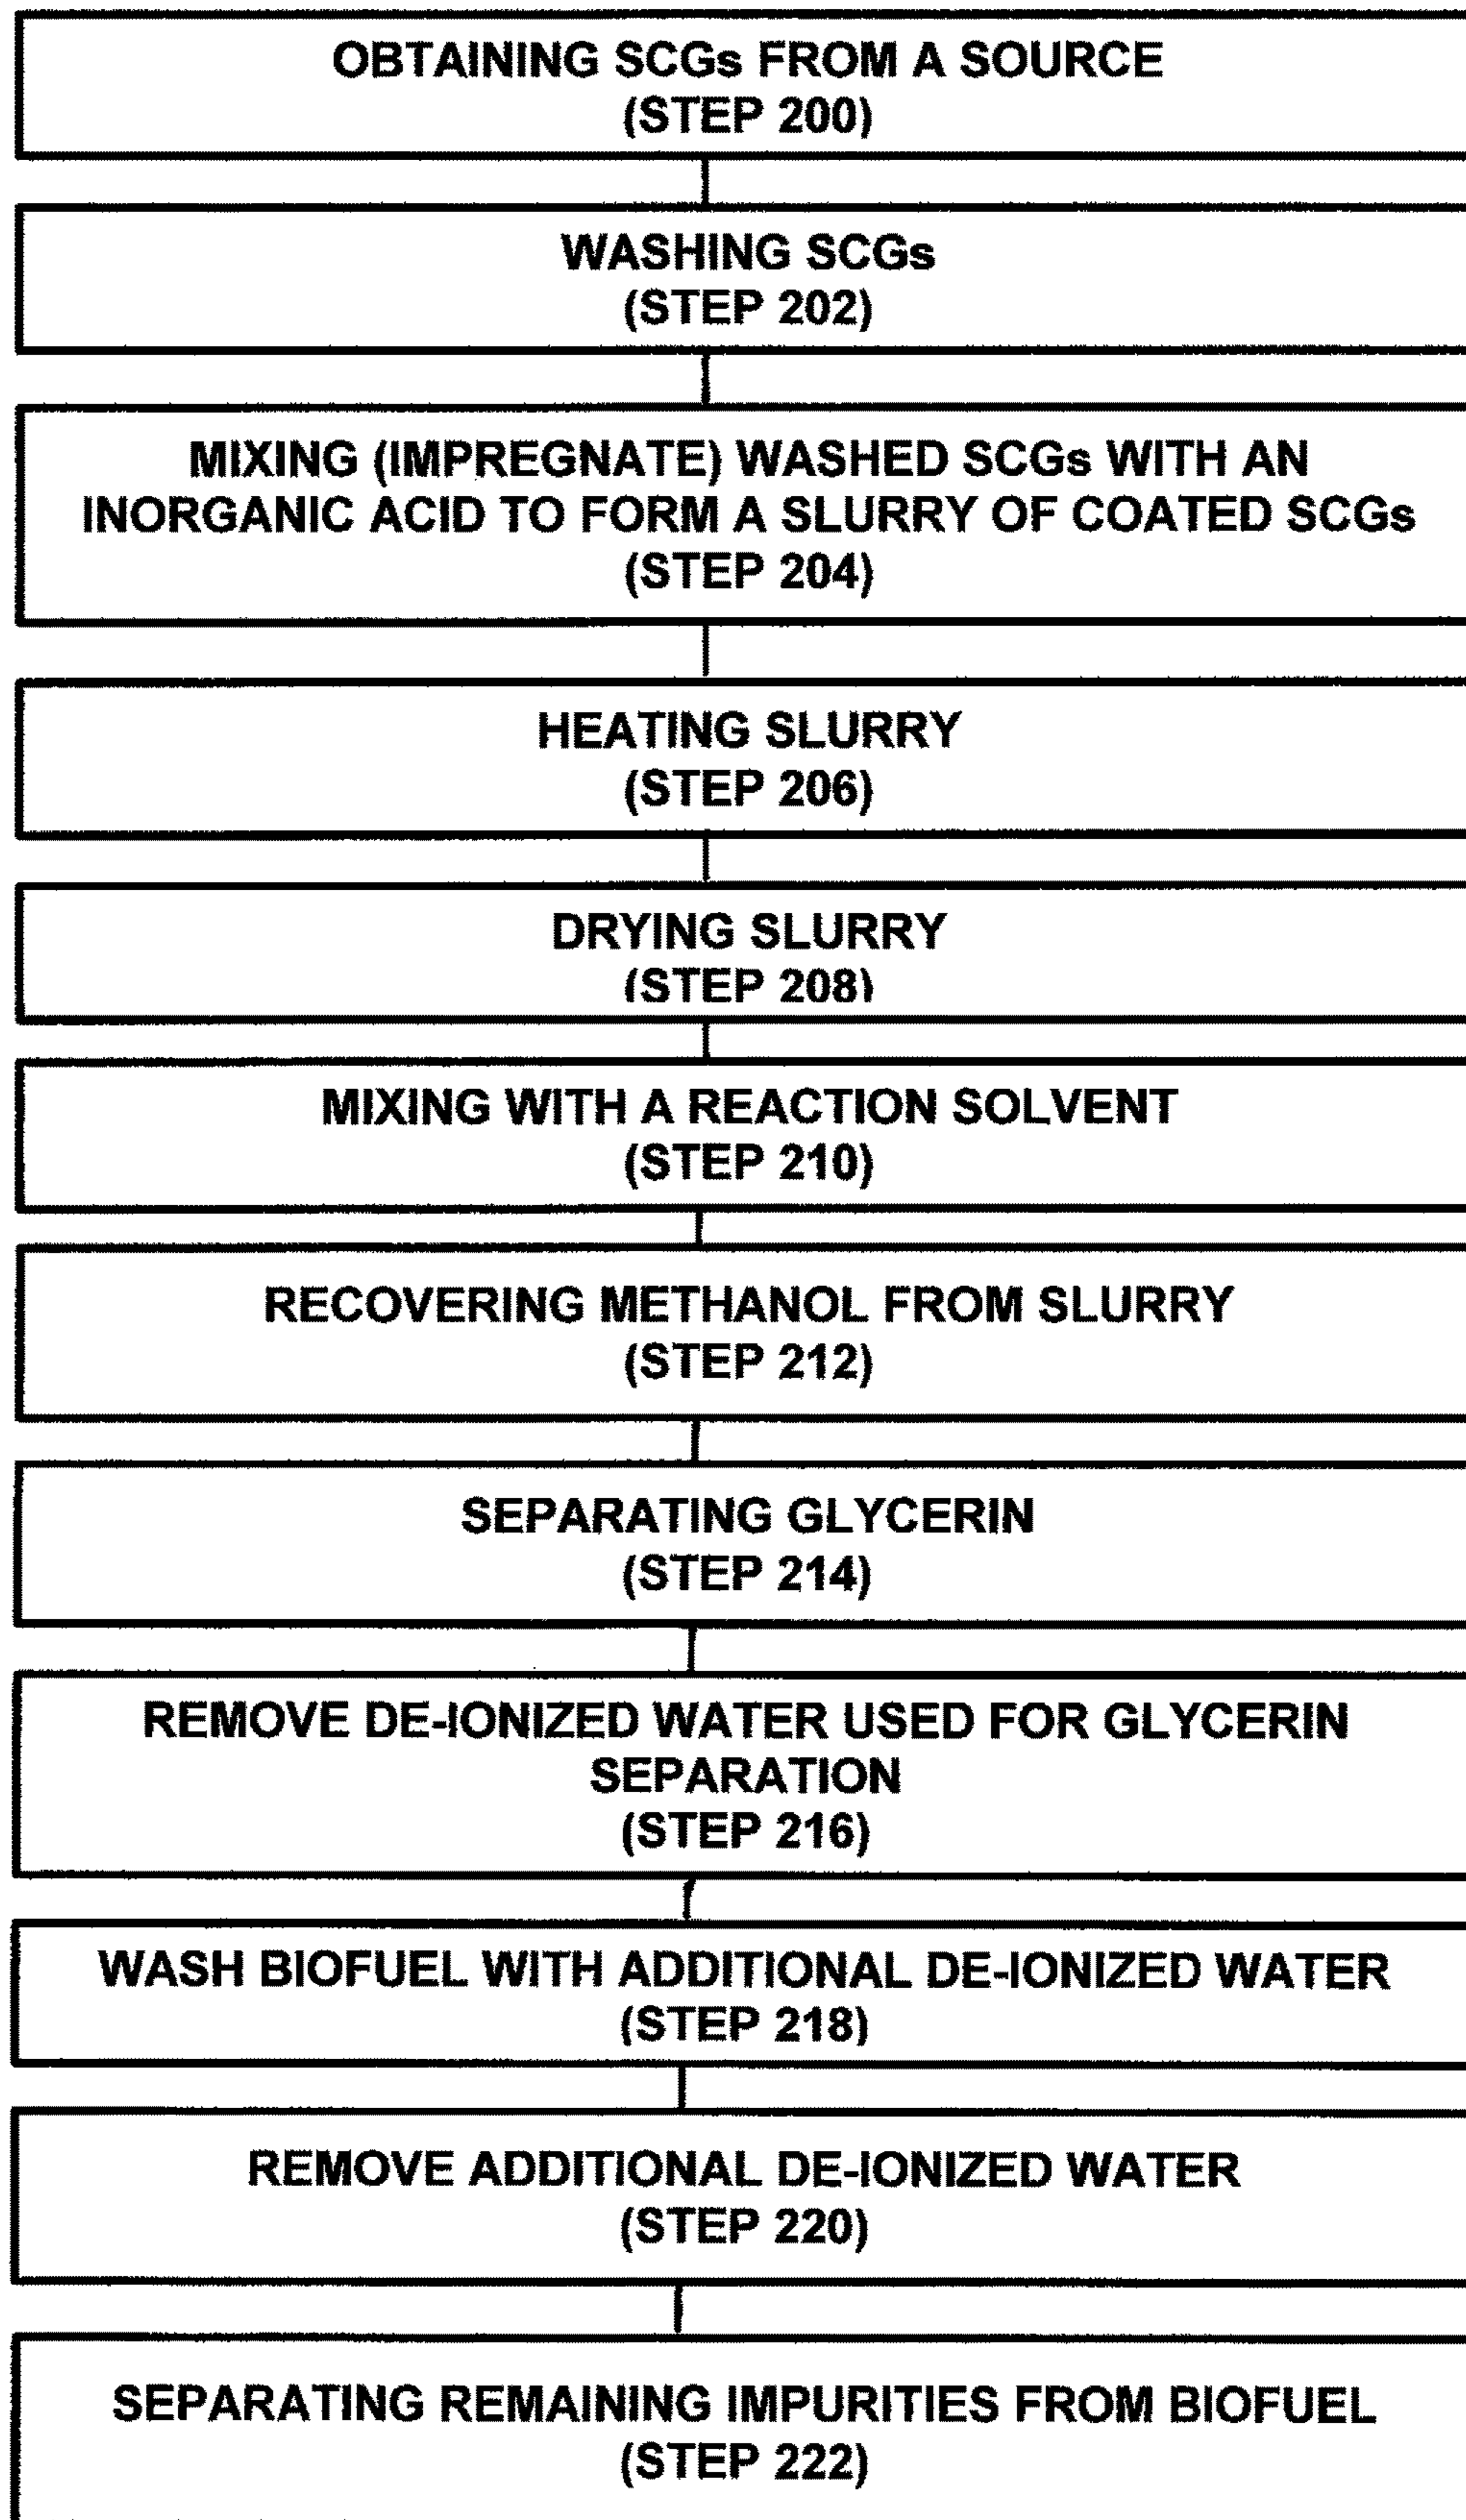 OBTAINING SCGs FROM A SOURCE
(STEP 200)
WASHING SCGs
(STEP 202)
MIXING (IMPREGNATE) WASHED SCGs WITH AN
INORGANIC ACID TO FORM A SLURRY OF COATED SCGs
(STEP 204)
HEATING SLURRY
(STEP 206)
DRYING SLURRY
(STEP 208)
MIXING WITH A REACTION SOLVENT
(STEP 210)
RECOVERING METHANOL FROM SLURRY
(STEP 212)
SEPARATING GLYCERIN
(STEP 214)
REMOVE DE-IONIZED WATER USED FOR GLYCERIN
SEPARATION
(STEP 216)
WASH BIOFUEL WITH ADDITIONAL DE-IONIZED WATER
(STEP 218)
REMOVE ADDITIONAL DE-IONIZED WATER
(STEP 220)
SEPARATING REMAINING IMPURITIES FROM BIOFUEL
(STEP 222)